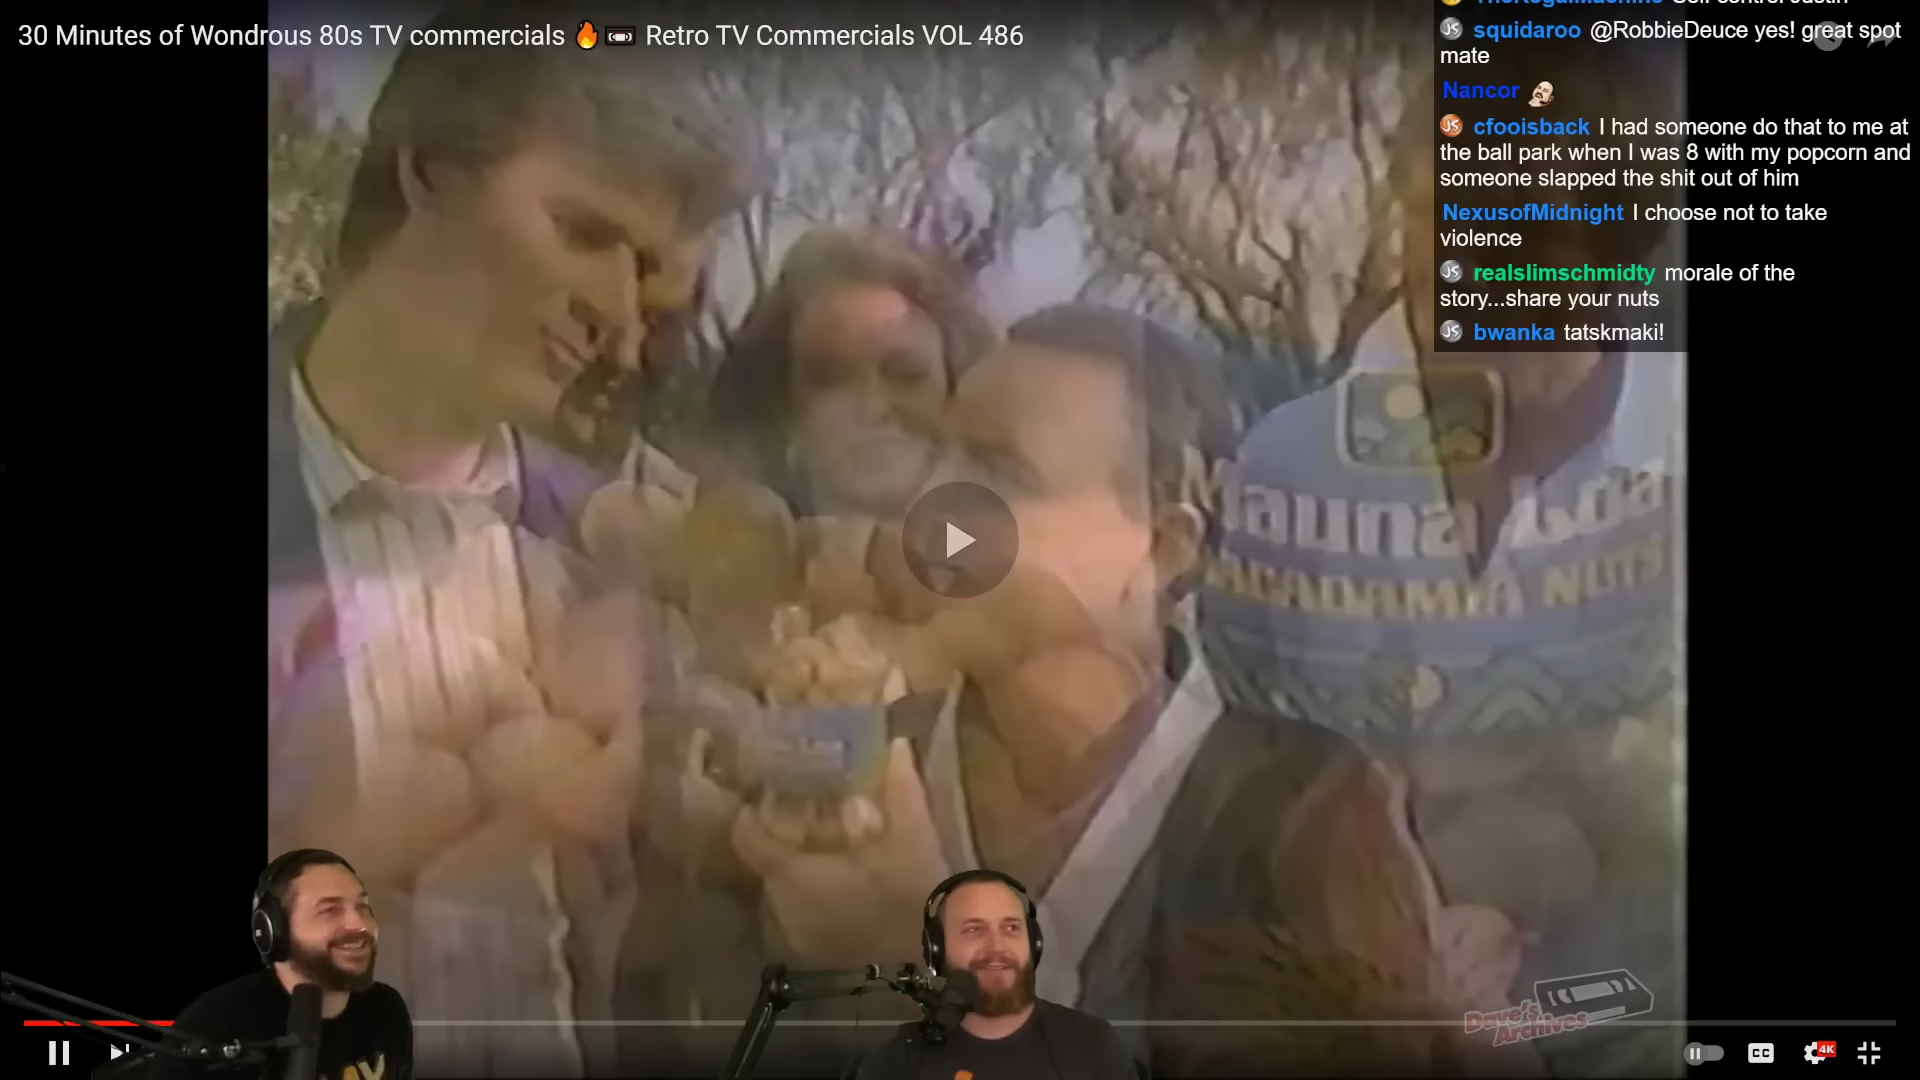 30 Minutes of Wondrous 80s TV commercials 🔥📼 Retro TV Commercials VOL 486
squidaroo @RobbieDeuce yes! great spot
mate
Nancor
cfooisback I had someone do that to me at
the ball park when I was 8 with my popcorn and
someone slapped the shit out of him
NexusofMidnight I choose not to take
violence
realslimschmidty morale of the
story...share your nuts
bwanka tatskmaki!
Mauna Loa
MACADAMIA NUTS
Dave's
Archives
CC
4K